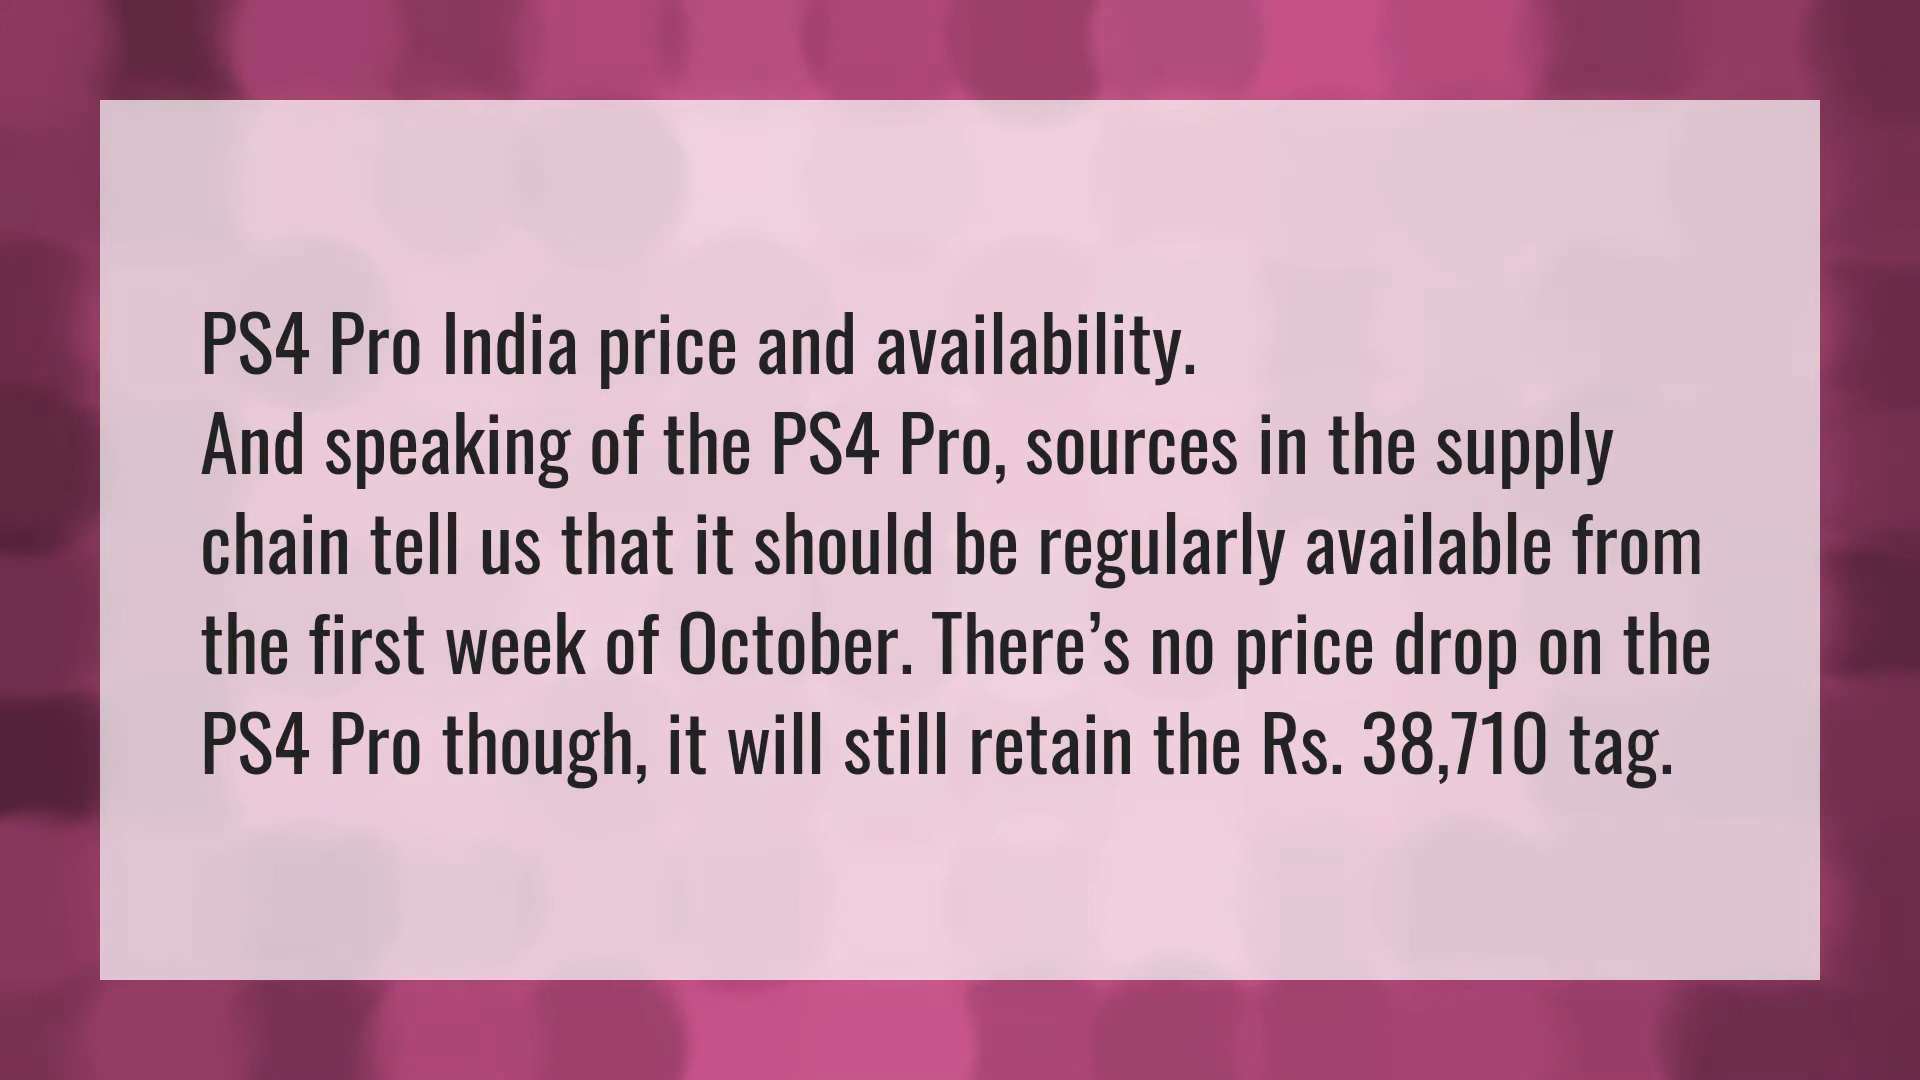 PS4 Pro India price and availability.
And speaking of the PS4 Pro, sources in the supply
chain tell us that it should be regularly available from
the first week of October. There’s no price drop on the
PS4 Pro though, it will still retain the Rs. 38,710 tag.